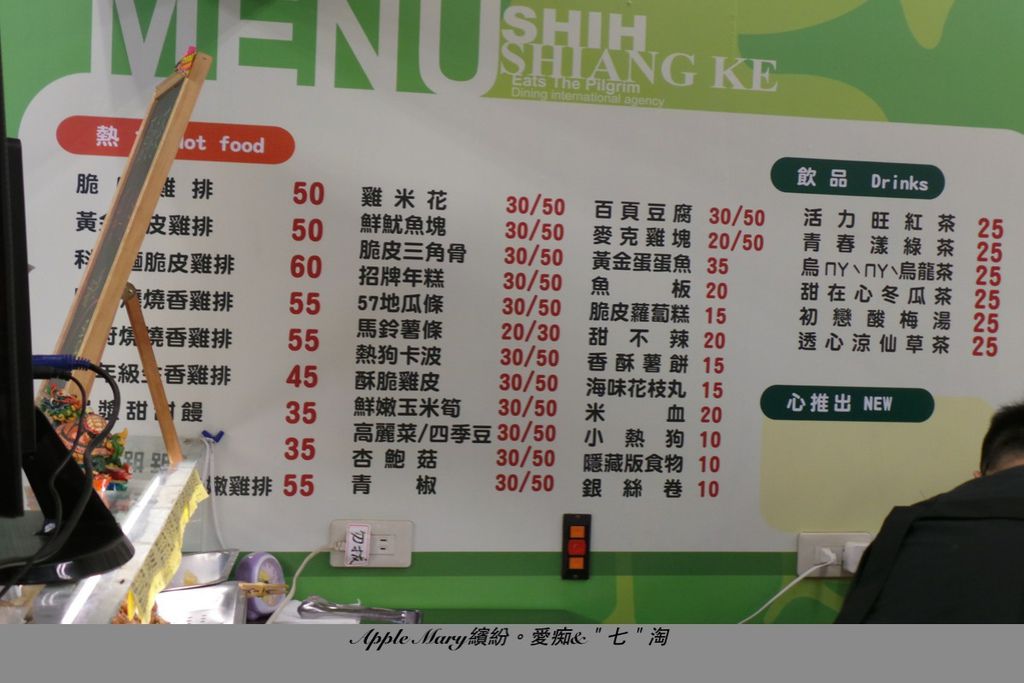 MENU
SHIH
SHIANG KE
Eats The Pilgrim
Dining international agency
熱 food
雞排 50
皮雞排 50
脆皮雞排 60
燒香雞排 55
燒香雞排 55
級 香雞排 45
甜 饅 35
35
嫩雞排 55
雞米花 30/50
鮮魷魚塊 30/50
脆皮三角骨 30/50
招牌年糕 30/50
57地瓜條 30/50
馬鈴薯條 20/30
熱狗卡波 30/50
酥脆雞皮 30/50
鮮嫩玉米筍 30/50
高麗菜/四季豆 30/50
杏鮑菇 30/50
青椒 30/50
百頁豆腐 30/50
麥克雞塊 20/50
黃金蛋蛋魚 35
魚板 20
脆皮蘿蔔糕 15
甜不辣 20
香酥薯餅 15
海味花枝丸 15
米血 20
小熱狗 10
隱藏版食物 10
銀絲卷 10
飲品 Drinks
活力旺紅茶 25
青春漾綠茶 25
烏ㄇㄚˋㄇㄚˋ烏龍茶 25
甜在心冬瓜茶 25
初戀酸梅湯 25
透心涼仙草茶 25
心推出 NEW
勿拔
Apple Mary繽紛。愛痴&"七"淘